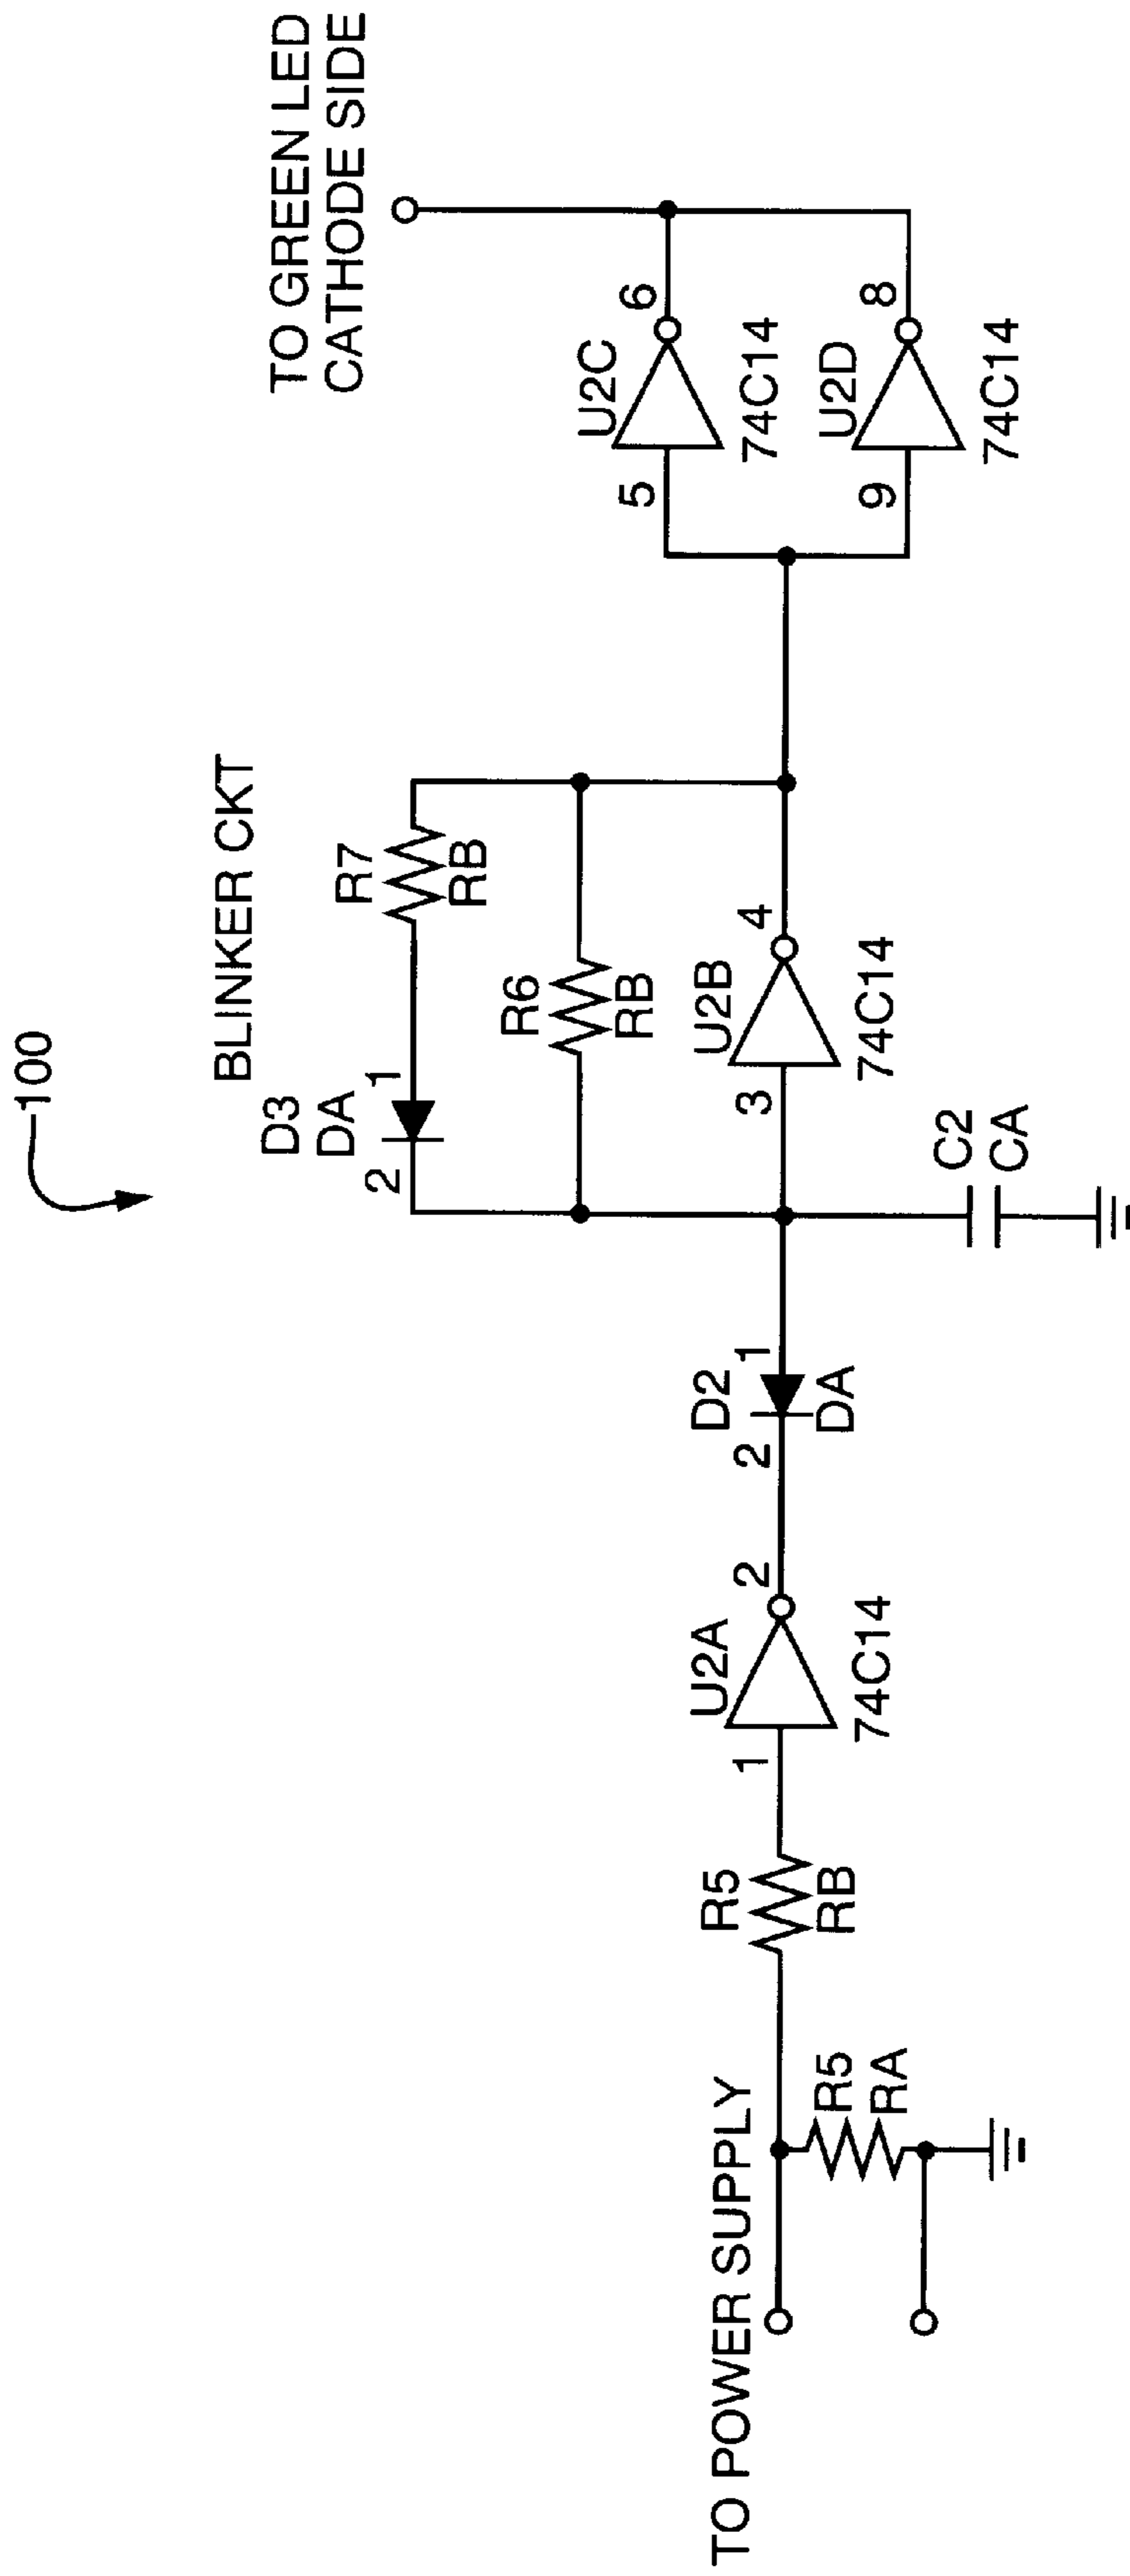 100
BLINKER CKT
TO GREEN LED
CATHODE SIDE
D3
DA
2
1
R7
RB
R6
RB
TO POWER SUPPLY
R5
RA
R5
RB
1
U2A
2
74C14
D2
2
1
DA
3
U2B
4
74C14
C2
CA
5
U2C
6
74C14
9
U2D
8
74C14